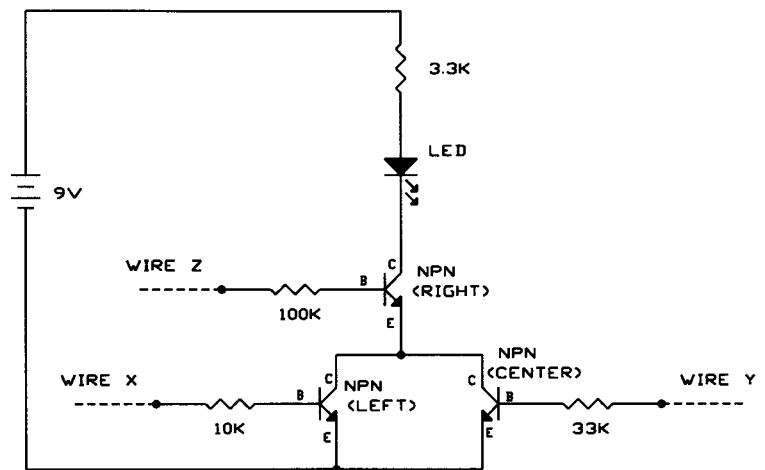 3.3K
LED
9V
WIRE Z
C
B
NPN
(RIGHT)
100K
E
NPN
(CENTER)
WIRE X
C
NPN
(LEFT)
C
WIRE Y
B
B
10K
E
E
33K